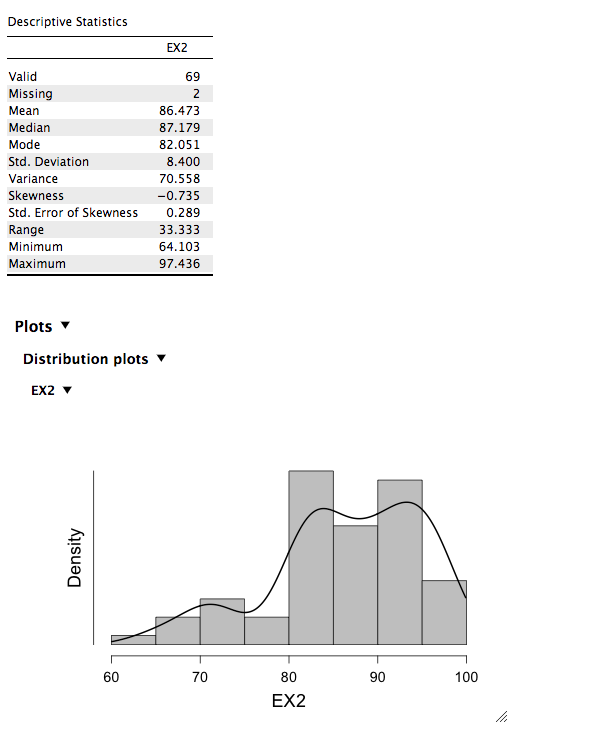 Descriptive Statistics
EX2
Valid 69
Missing 2
Mean 86.473
Median 87.179
Mode 82.051
Std. Deviation 8.400
Variance 70.558
Skewness −0.735
Std. Error of Skewness 0.289
Range 33.333
Minimum 64.103
Maximum 97.436
Plots ▼
Distribution plots ▼
EX2 ▼
Density
60 70 80 90 100
EX2